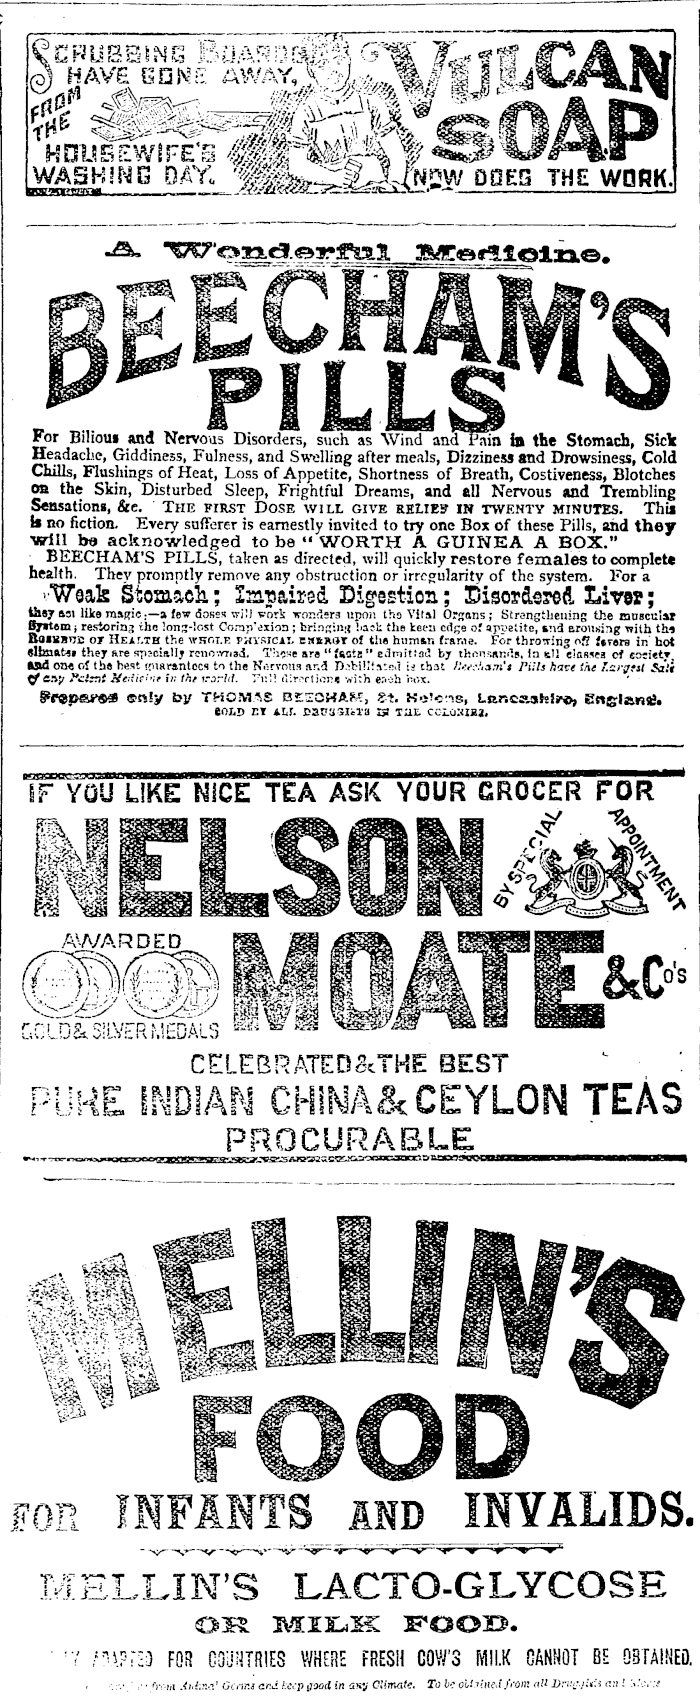 SCRUBBING BOARDS
HAVE GONE AWAY,
FROM
THE
HOUSEWIFE'S
WASHING DAY.
VULCAN
SOAP
NOW DOES THE WORK.
A Wonderful Medicine.
BEECHAM'S
PILLS
For Bilious and Nervous Disorders, such as Wind and Pain in the Stomach, Sick
Headache, Giddiness, Fulness, and Swelling after meals, Dizziness and Drowsiness, Cold
Chills, Flushings of Heat, Loss of Appetite, Shortness of Breath, Costiveness, Blotches
on the Skin, Disturbed Sleep, Frightful Dreams, and all Nervous and Trembling
Sensations, &c. THE FIRST DOSE WILL GIVE RELIEF IN TWENTY MINUTES. This
is no fiction. Every sufferer is earnestly invited to try one Box of these Pills, and they
will be acknowledged to be "WORTH A GUINEA A BOX."
BEECHAM'S PILLS, taken as directed, will quickly restore females to complete
health. They promptly remove any obstruction or irregularity of the system. For a
Weak Stomach; Impaired Digestion; Disordered Liver;
they act like magic;—a few doses will work wonders upon the Vital Organs; Strengthening the muscular
System; restoring the long-lost Complexion; bringing back the keen edge of appetite, and arousing with the
ROSEBUD OF HEALTH the WHOLE PHYSICAL ENERGY of the human frame. For throwing off fevers in hot
climates they are specially renowned. These are "facts" admitted by thousands, in all classes of society,
and one of the best guarantees to the Nervous and Debilitated is that Beecham's Pills have the Largest Sale
of any Patent Medicine in the world. Full directions with each box.
Prepared only by THOMAS BEECHAM, St. Helens, Lancashire, England.
SOLD BY ALL DRUGGISTS IN THE COLONIES.
IF YOU LIKE NICE TEA ASK YOUR GROCER FOR
NELSON
BY SPECIAL APPOINTMENT
AWARDED
GOLD & SILVER MEDALS
MOATE & Co's
CELEBRATED & THE BEST
PURE INDIAN CHINA & CEYLON TEAS
PROCURABLE
MELLIN'S
FOOD
FOR INFANTS AND INVALIDS.
MELLIN'S LACTO-GLYCOSE
OR MILK FOOD.
ADAPTED FOR COUNTRIES WHERE FRESH COW'S MILK CANNOT BE OBTAINED.
from Animal Germs and keep good in any Climate. To be obtained from all Druggists and Stores